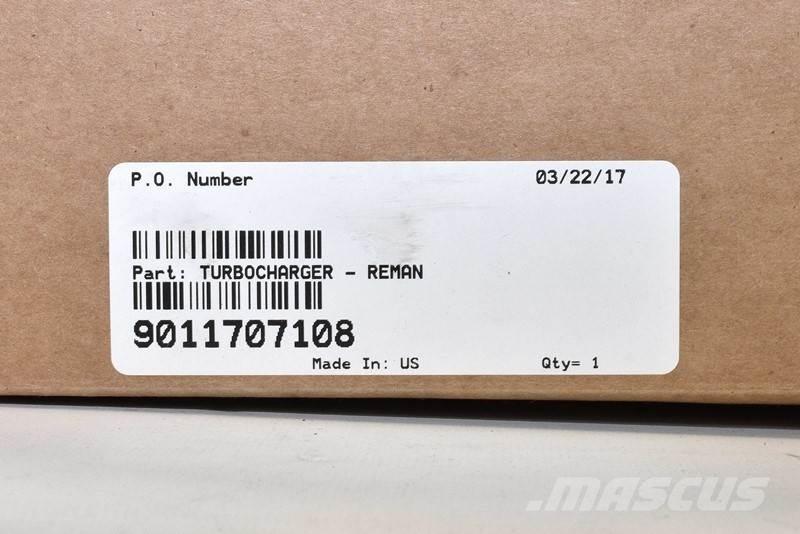 P.O. Number 03/22/17
Part: TURBOCHARGER - REMAN
9011707108
Made In: US Qty= 1
.mascus